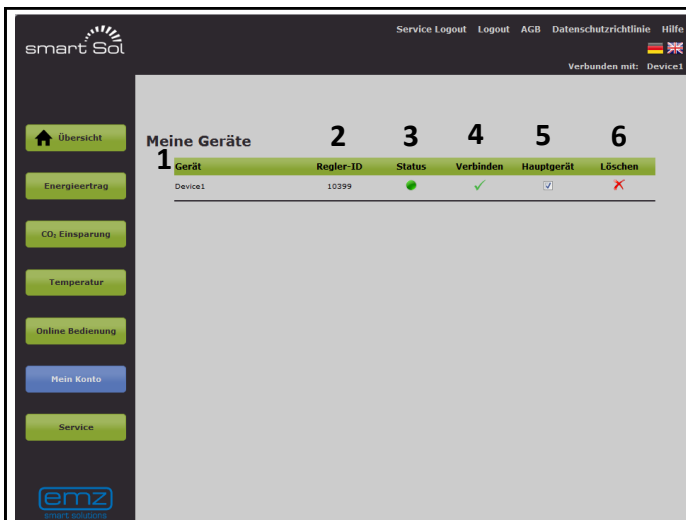 smart Sol
Service Logout Logout AGB Datenschutzrichtlinie Hilfe
Verbunden mit: Device1
Übersicht
Energieertrag
CO₂ Einsparung
Temperatur
Online Bedienung
Mein Konto
Service
emz
smart solutions
Meine Geräte
1 2 3 4 5 6
Gerät Regler-ID Status Verbinden Hauptgerät Löschen
Device1 10399